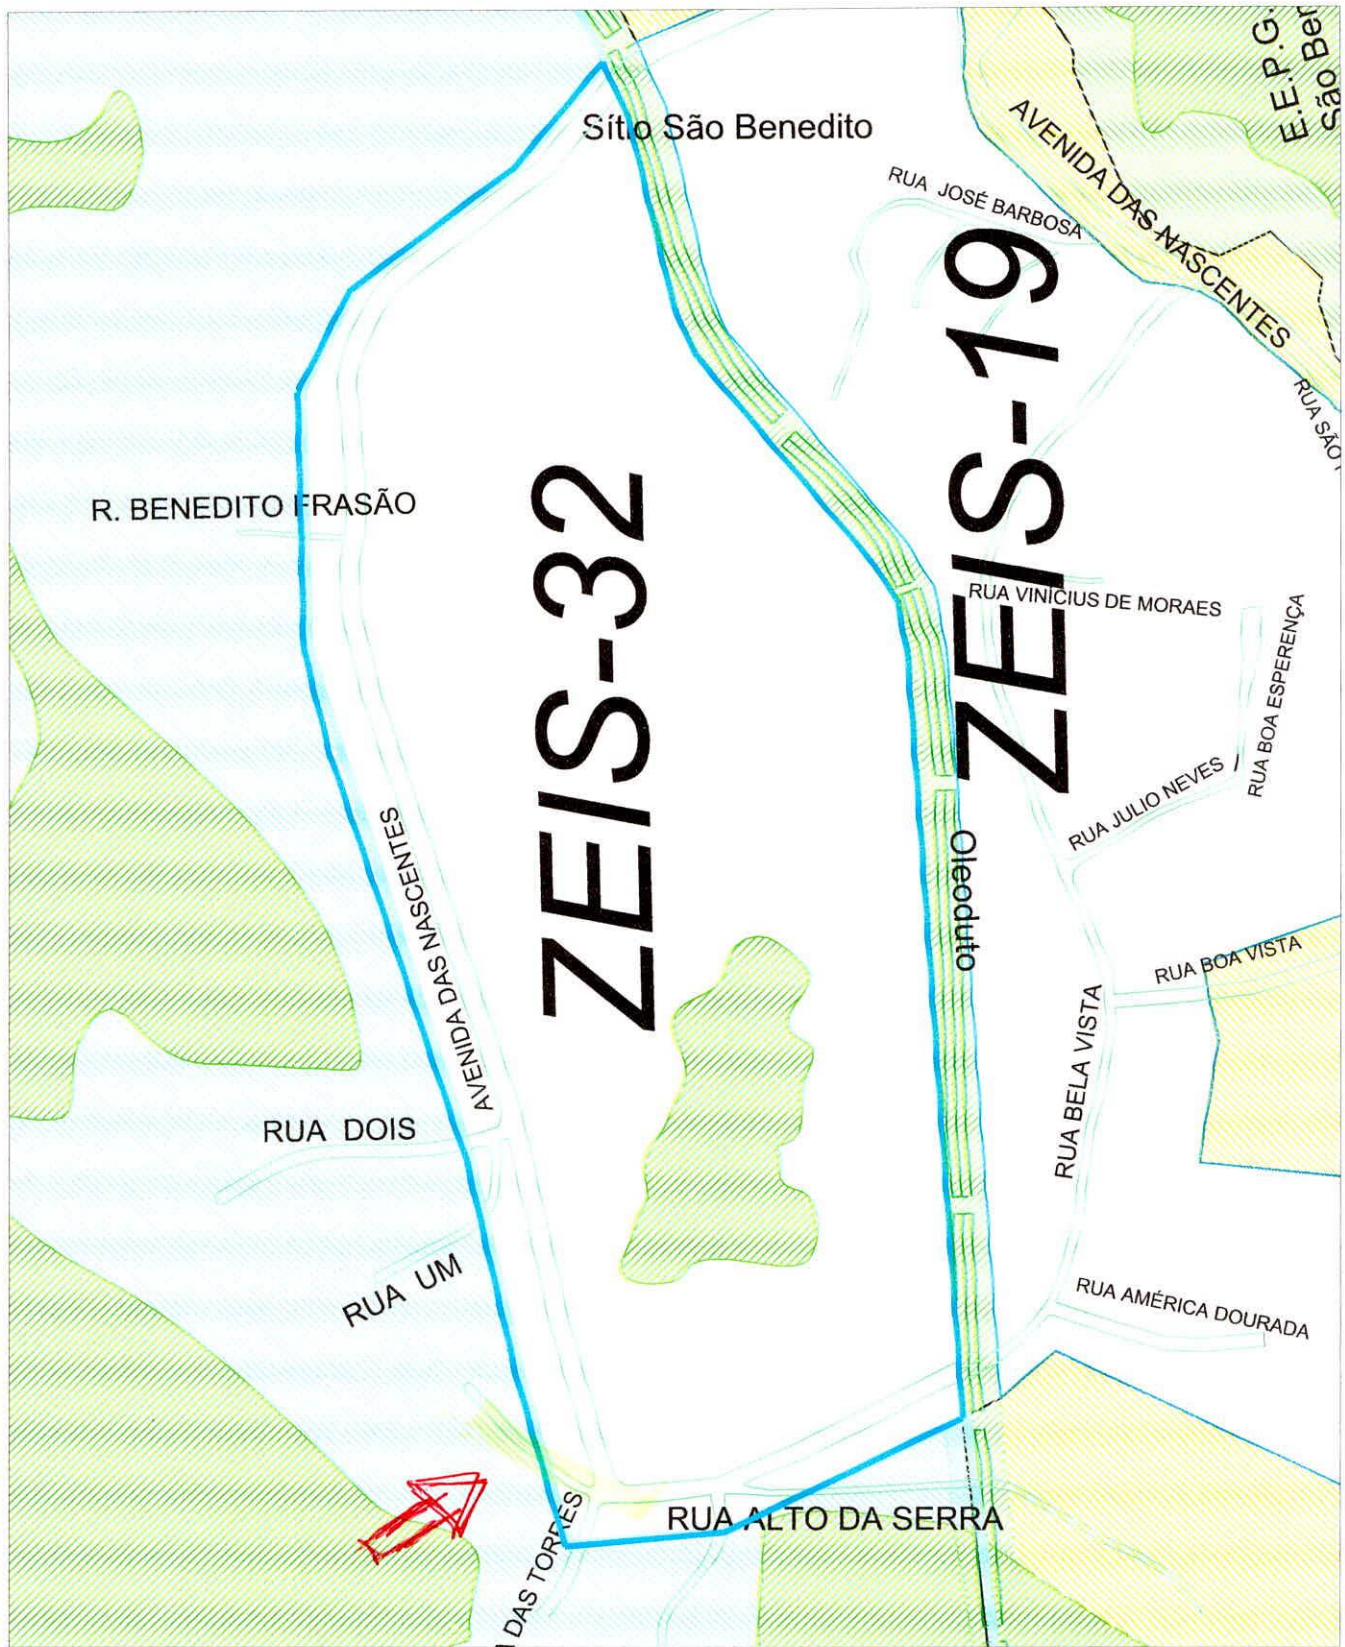 E.E.P.G.
São Ber
Sítio São Benedito
AVENIDA DAS NASCENTES
RUA JOSÉ BARBOSA
ZEIS-19
RUA SÃO
R. BENEDITO FRASÃO
ZEIS-32
RUA VINÍCIUS DE MORAES
RUA BOA ESPERENÇA
RUA JULIO NEVES
AVENIDA DAS NASCENTES
Oleoduto
RUA BOA VISTA
RUA BELA VISTA
RUA DOIS
RUA UM
RUA AMÉRICA DOURADA
RUA ALTO DA SERRA
DAS TORRES